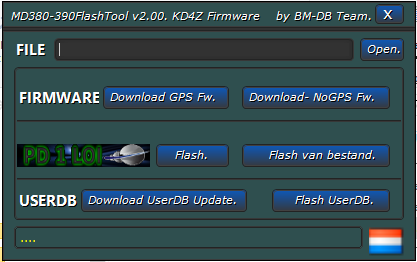 MD380-390FlashTool v2.00. KD4Z Firmware by BM-DB Team. X
FILE Open.
FIRMWARE Download GPS Fw. Download- NoGPS Fw.
PD 1 LOI Flash. Flash van bestand.
USERDB Download UserDB Update. Flash UserDB.
....